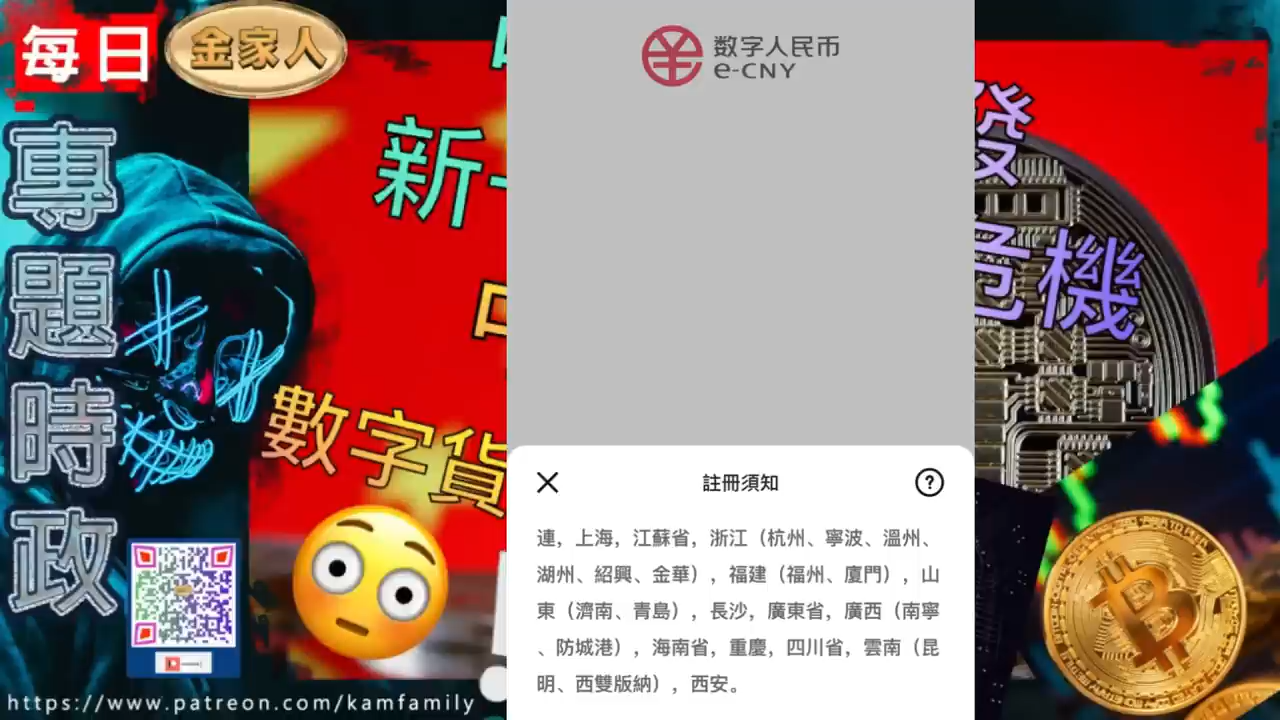 每日
金家人
專題時政
新一
數字貨
發
危機
数字人民币
e-CNY
註冊須知
連，上海，江蘇省，浙江（杭州、寧波、溫州、
湖州、紹興、金華），福建（福州、廈門），山
東（濟南、青島），長沙，廣東省，廣西（南寧
、防城港），海南省，重慶，四川省，雲南（昆
明、西雙版納），西安。
https://www.patreon.com/kamfamily